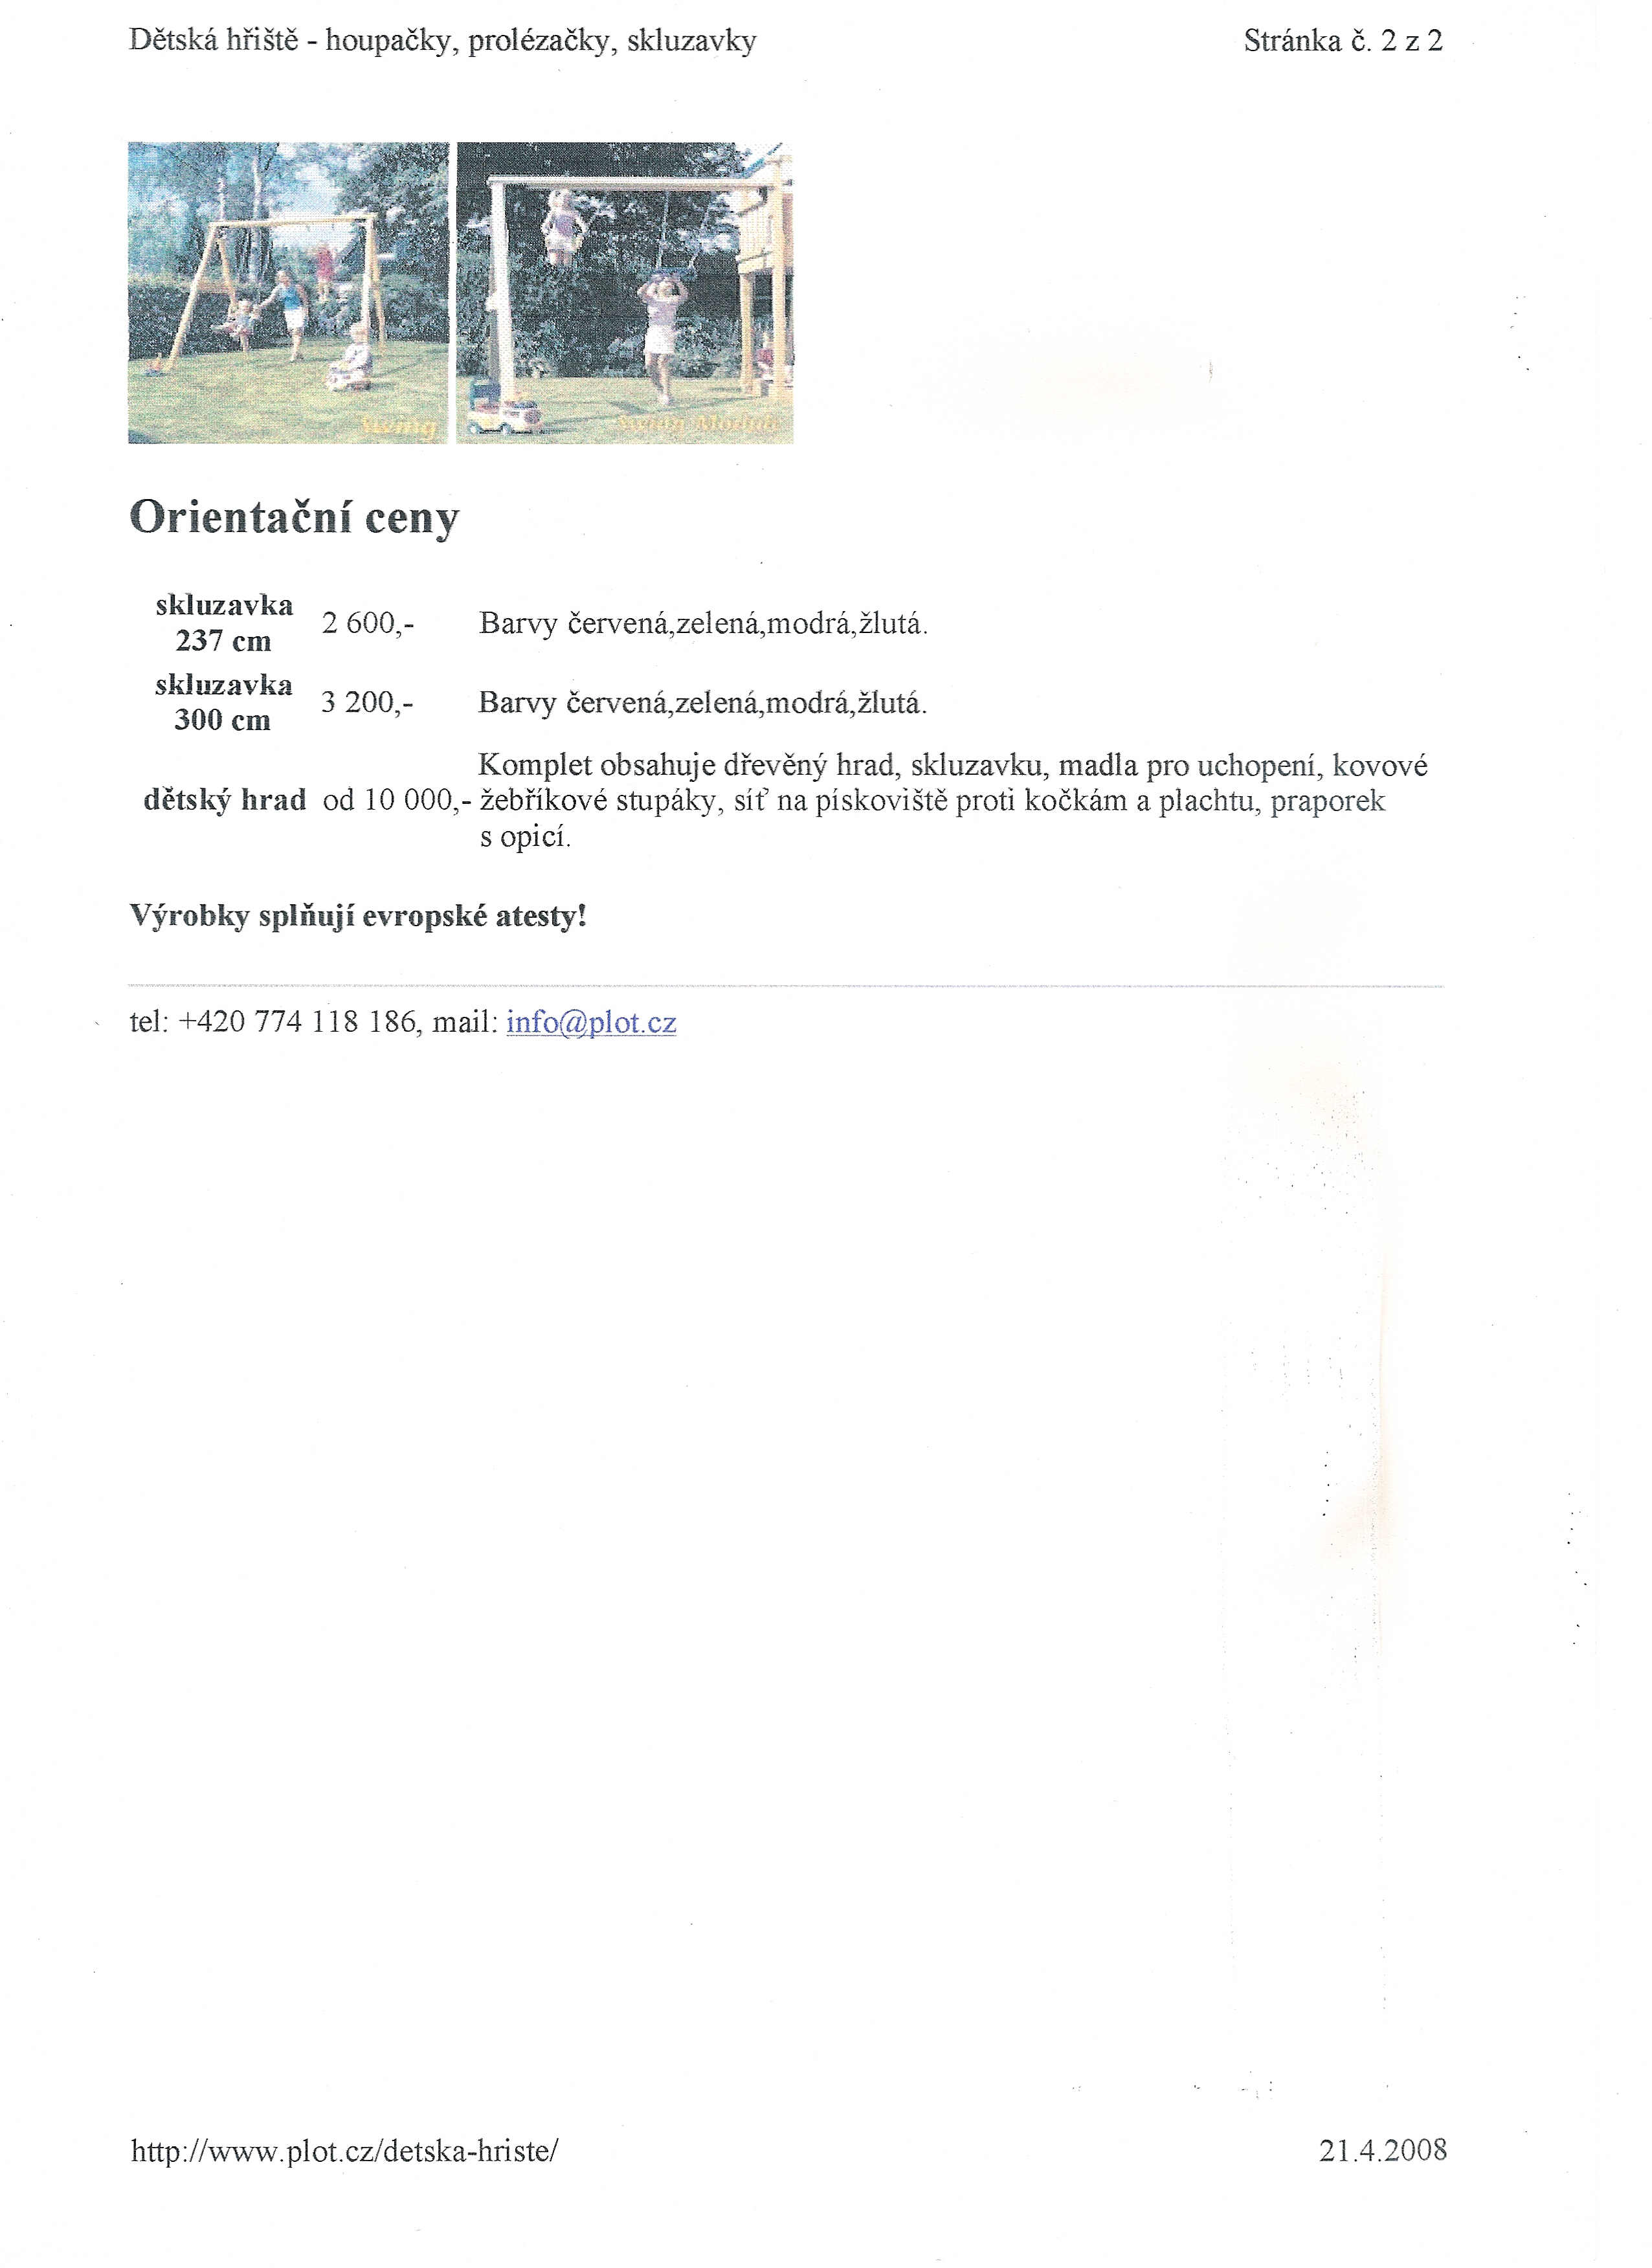 Dětská hřiště - houpačky, prolézačky, skluzavky Stránka č. 2 z 2
Swing Swing Module
Orientační ceny
skluzavka
237 cm 2 600,- Barvy červená,zelená,modrá,žlutá.
skluzavka
300 cm 3 200,- Barvy červená,zelená,modrá,žlutá.
Komplet obsahuje dřevěný hrad, skluzavku, madla pro uchopení, kovové
dětský hrad od 10 000,- žebříkové stupáky, síť na pískoviště proti kočkám a plachtu, praporek
s opicí.
Výrobky splňují evropské atesty!
tel: +420 774 118 186, mail: info@plot.cz
http://www.plot.cz/detska-hriste/ 21.4.2008